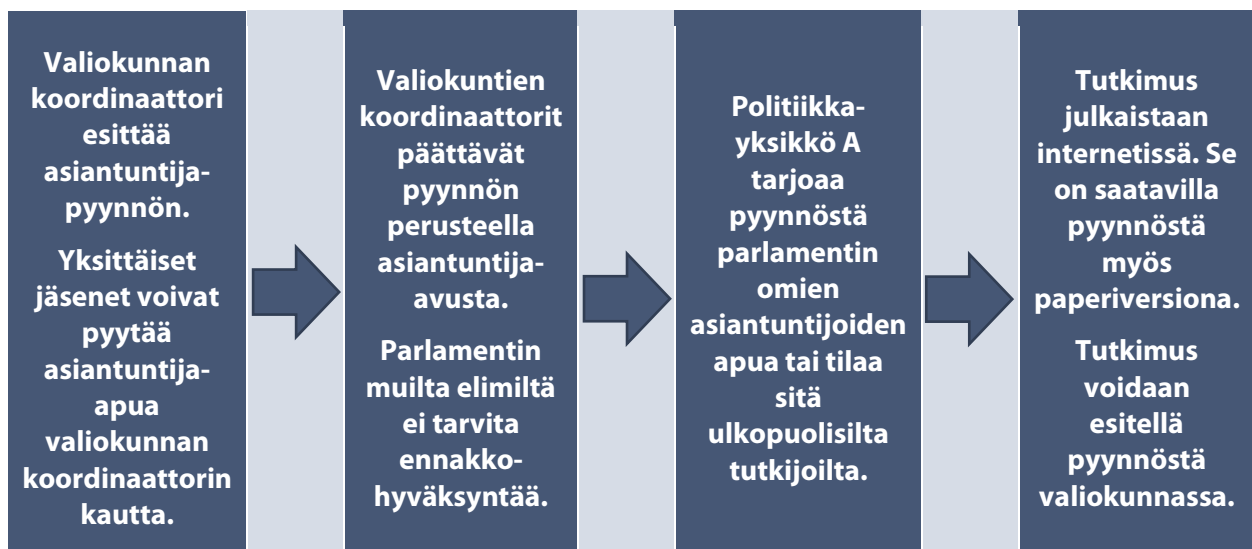 Valiokunnan
koordinaattori
esittää
asiantuntija-
pyynnön.
Yksittäiset
jäsenet voivat
pyytää
asiantuntija-
apua
valiokunnan
koordinaattorin
kautta.
Valiokuntien
koordinaattorit
päättävät
pyynnön
perusteella
asiantuntija-
avusta.
Parlamentin
muilta elimiltä
ei tarvita
ennakko-
hyväksyntää.
Politiikka-
yksikkö A
tarjoaa
pyynnöstä
parlamentin
omien
asiantuntijoiden
apua tai tilaa
sitä
ulkopuolisilta
tutkijoilta.
Tutkimus
julkaistaan
internetissä. Se
on saatavilla
pyynnöstä
myös
paperiversiona.
Tutkimus
voidaan
esitellä
pyynnöstä
valiokunnassa.